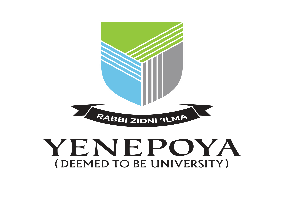 RABBI ZIDNI 'ILMA
YENEPOYA
(DEEMED TO BE UNIVERSITY)